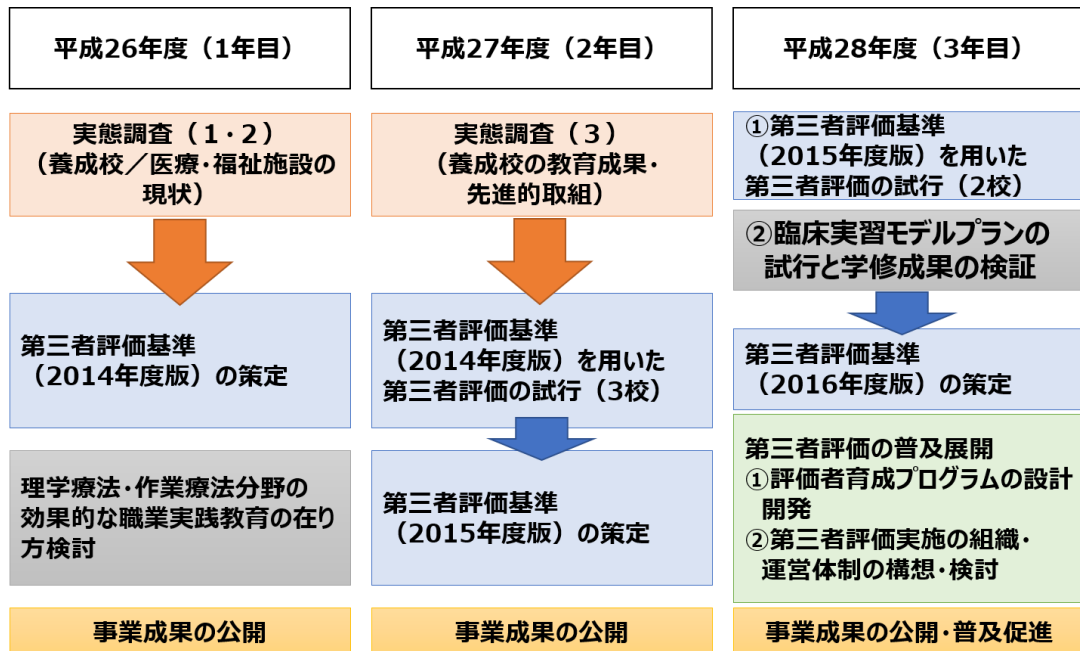 平成26年度（1年目）
実態調査（１・２）
（養成校／医療・福祉施設の
現状）
第三者評価基準
（2014年度版）の策定
理学療法・作業療法分野の
効果的な職業実践教育の在り
方検討
事業成果の公開
平成27年度（2年目）
実態調査（３）
（養成校の教育成果・
先進的取組）
第三者評価基準
（2014年度版）を用いた
第三者評価の試行（3校）
第三者評価基準
（2015年度版）の策定
事業成果の公開
平成28年度（3年目）
①第三者評価基準
（2015年度版）を用いた
第三者評価の試行（2校）
②臨床実習モデルプランの
試行と学修成果の検証
第三者評価基準
（2016年度版）の策定
第三者評価の普及展開
①評価者育成プログラムの設計
開発
②第三者評価実施の組織・
運営体制の構想・検討
事業成果の公開・普及促進